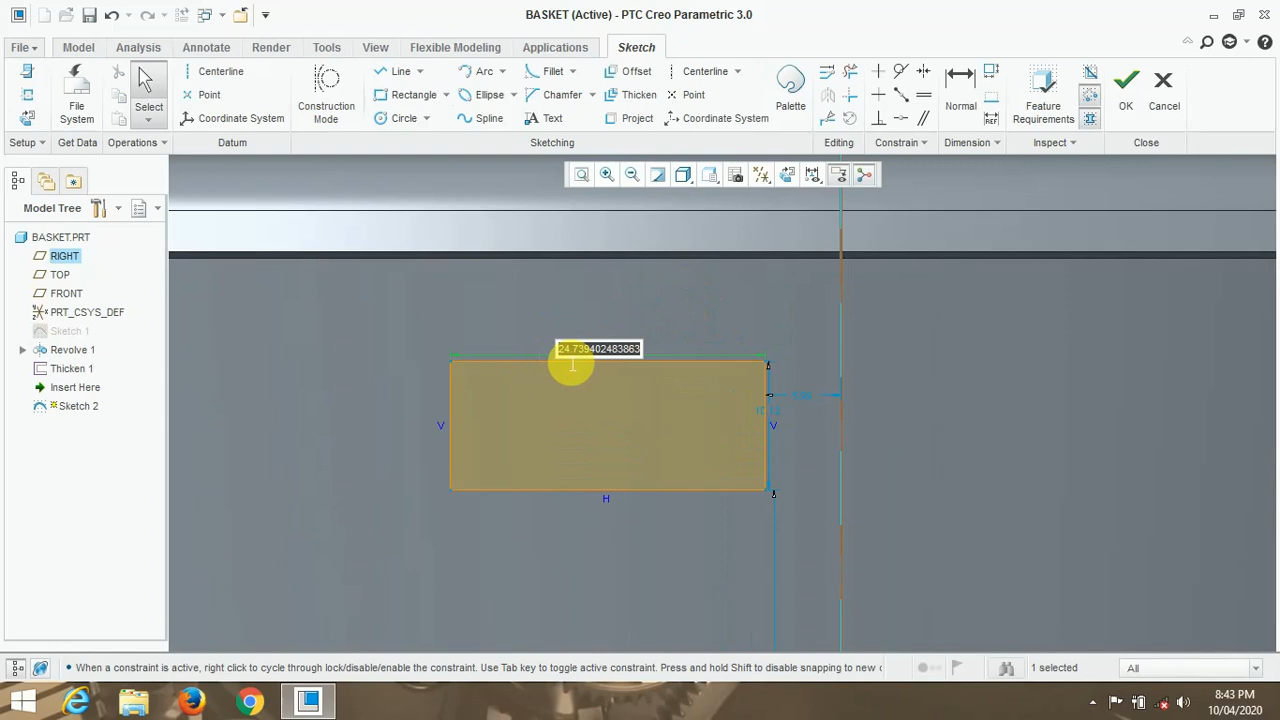 BASKET (Active) - PTC Creo Parametric 3.0
File Model Analysis Annotate Render Tools View Flexible Modeling Applications Sketch
Centerline Line Arc Fillet Offset Centerline
Point Rectangle Ellipse Chamfer Thicken Point
Coordinate System Circle Spline Text Project Coordinate System
File System Select Construction Mode Palette Normal Feature Requirements OK Cancel
Setup Get Data Operations Datum Sketching Editing Constrain Dimension Inspect Close
Model Tree
BASKET.PRT
RIGHT
TOP
FRONT
PRT_CSYS_DEF
Sketch 1
Revolve 1
Thicken 1
Insert Here
Sketch 2
24.739402483863
V
V
H
When a constraint is active, right click to cycle through lock/disable/enable the constraint. Use Tab key to toggle active constraint. Press and hold Shift to disable snapping to new c
1 selected
All
8:43 PM
10/04/2020